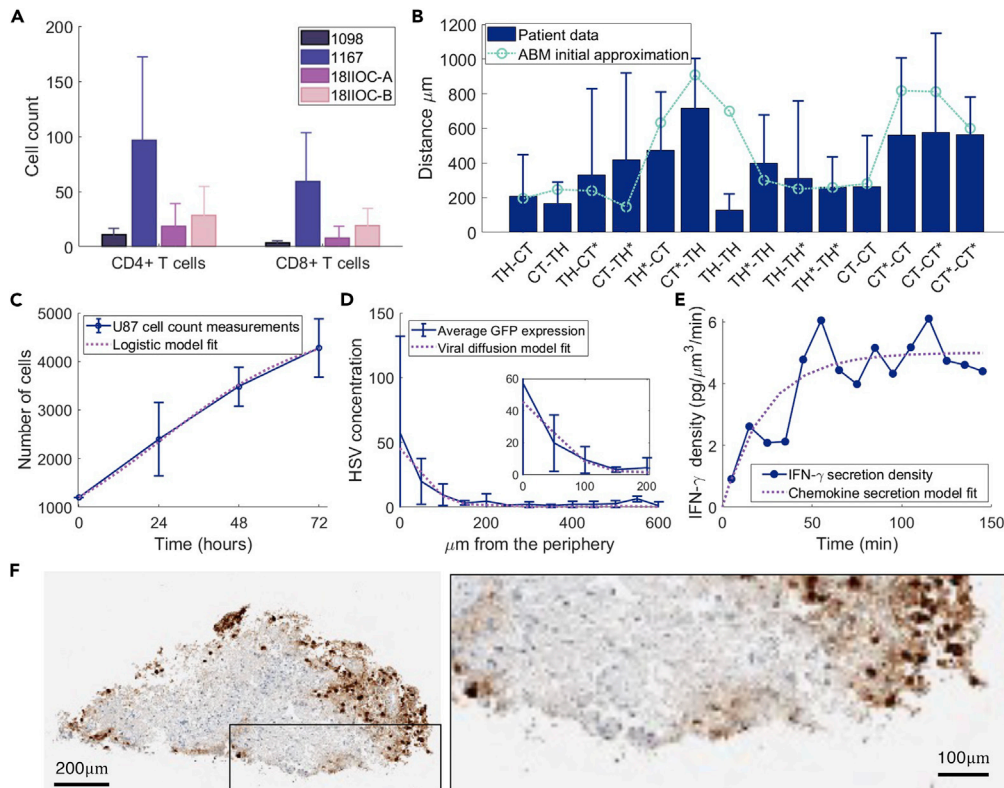 A
Cell count
200
150
100
50
0
1098
1167
18IIOC-A
18IIOC-B
CD4+ T cells
CD8+ T cells
B
Distance μm
1200
1000
800
600
400
200
0
Patient data
ABM initial approximation
TH-CT
CT-TH
TH-CT*
CT-TH*
TH*-CT
CT*-TH
TH-TH
TH*-TH
TH-TH*
TH*-TH*
CT-CT
CT*-CT
CT-CT*
CT*-CT*
C
Number of cells
5000
4000
3000
2000
1000
U87 cell count measurements
Logistic model fit
0
24
48
72
Time (hours)
D
HSV concentration
150
100
50
0
Average GFP expression
Viral diffusion model fit
60
40
20
0
0
100
200
0
200
400
600
μm from the periphery
E
IFN-γ density (pg/μm³/min)
6
4
2
0
IFN-γ secretion density
Chemokine secretion model fit
0
50
100
150
Time (min)
F
200μm
100μm